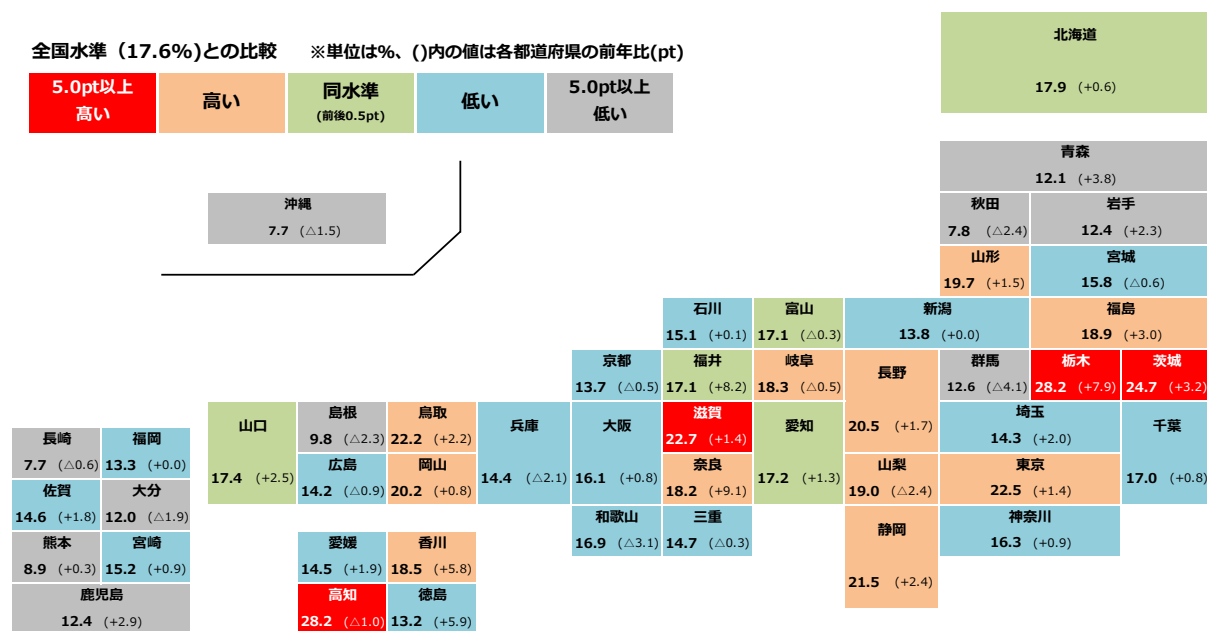 全国水準（17.6%)との比較　※単位は%、()内の値は各都道府県の前年比(pt)
5.0pt以上
高い
高い
同水準
(前後0.5pt)
低い
5.0pt以上
低い
北海道
17.9 (+0.6)
青森
12.1 (+3.8)
沖縄
7.7 (△1.5)
秋田
7.8 (△2.4)
岩手
12.4 (+2.3)
山形
19.7 (+1.5)
宮城
15.8 (△0.6)
石川
15.1 (+0.1)
富山
17.1 (△0.3)
新潟
13.8 (+0.0)
福島
18.9 (+3.0)
京都
13.7 (△0.5)
福井
17.1 (+8.2)
岐阜
18.3 (△0.5)
長野
20.5 (+1.7)
群馬
12.6 (△4.1)
栃木
28.2 (+7.9)
茨城
24.7 (+3.2)
山口
17.4 (+2.5)
島根
9.8 (△2.3)
鳥取
22.2 (+2.2)
兵庫
14.4 (△2.1)
大阪
16.1 (+0.8)
滋賀
22.7 (+1.4)
愛知
17.2 (+1.3)
埼玉
14.3 (+2.0)
千葉
17.0 (+0.8)
長崎
7.7 (△0.6)
福岡
13.3 (+0.0)
広島
14.2 (△0.9)
岡山
20.2 (+0.8)
奈良
18.2 (+9.1)
山梨
19.0 (△2.4)
東京
22.5 (+1.4)
佐賀
14.6 (+1.8)
大分
12.0 (△1.9)
和歌山
16.9 (△3.1)
三重
14.7 (△0.3)
静岡
21.5 (+2.4)
神奈川
16.3 (+0.9)
熊本
8.9 (+0.3)
宮崎
15.2 (+0.9)
愛媛
14.5 (+1.9)
香川
18.5 (+5.8)
鹿児島
12.4 (+2.9)
高知
28.2 (△1.0)
徳島
13.2 (+5.9)